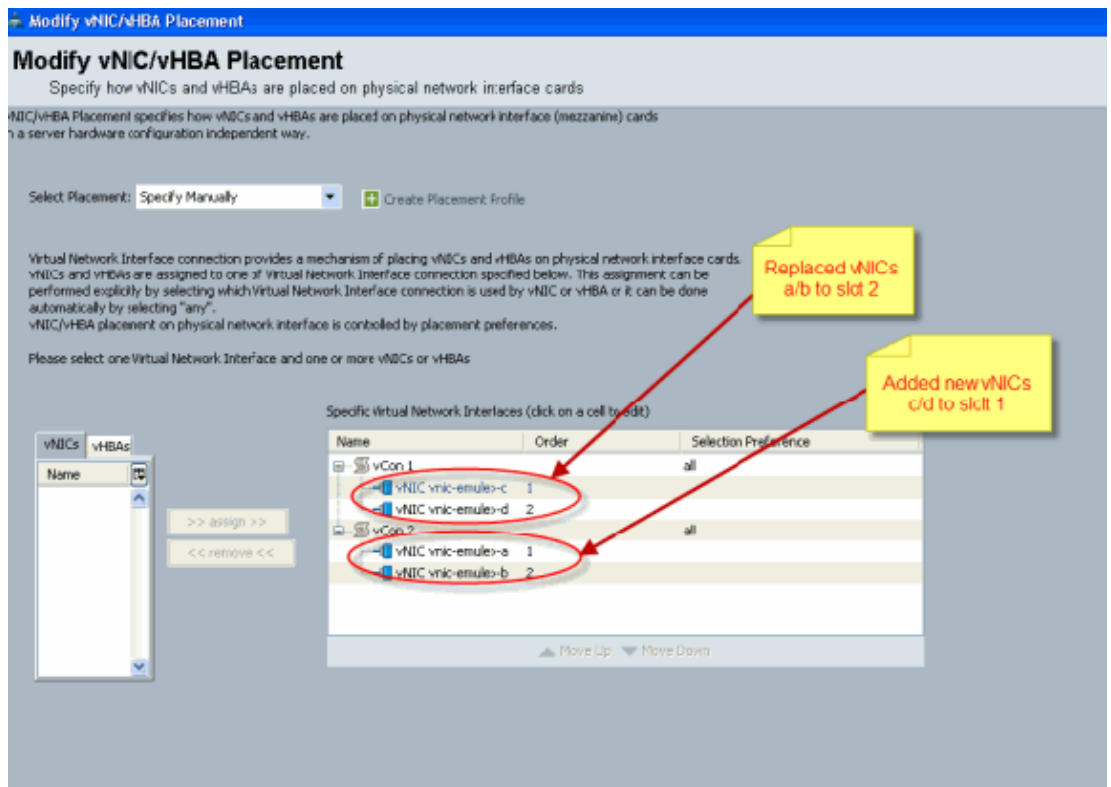 Modify vNIC/vHBA Placement
Modify vNIC/vHBA Placement
Specify how vNICs and vHBAs are placed on physical network interface cards
vNIC/vHBA Placement specifies how vNICs and vHBAs are placed on physical network interface (mezzanine) cards
n a server hardware configuration independent way.
Select Placement: Specify Manually
Create Placement Profile
Virtual Network Interface connection provides a mechanism of placing vNICs and vHBAs on physical network interface cards.
vNICs and vHBAs are assigned to one of Virtual Network Interface connection specified below. This assignment can be
performed explicitly by selecting which Virtual Network Interface connection is used by vNIC or vHBA or it can be done
automatically by selecting "any".
vNIC/vHBA placement on physical network interface is controlled by placement preferences.
Please select one Virtual Network Interface and one or more vNICs or vHBAs
Replaced vNICs
a/b to slot 2
Added new vNICs
c/d to slot 1
Specific Virtual Network Interfaces (click on a cell to edit)
vNICs vHBAs
Name
>> assign >>
<< remove <<
Name Order Selection Preference
vCon 1 all
vNIC vnic-emulex-c 1
vNIC vnic-emulex-d 2
vCon 2 all
vNIC vnic-emulex-a 1
vNIC vnic-emulex-b 2
Move Up Move Down